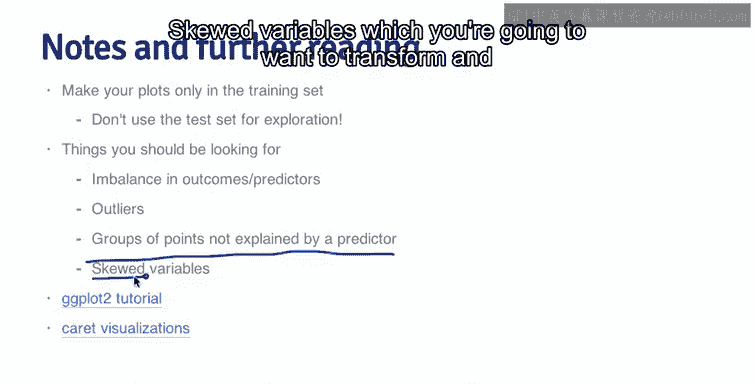 Skewed variables which you're going to
want to transform and
Notes and further reading
· Make your plots only in the training set
- Don't use the test set for exploration!
· Things you should be looking for
- Imbalance in outcomes/predictors
- Outliers
- Groups of points not explained by a predictor
- Skewed variables
· ggplot2 tutorial
· caret visualizations